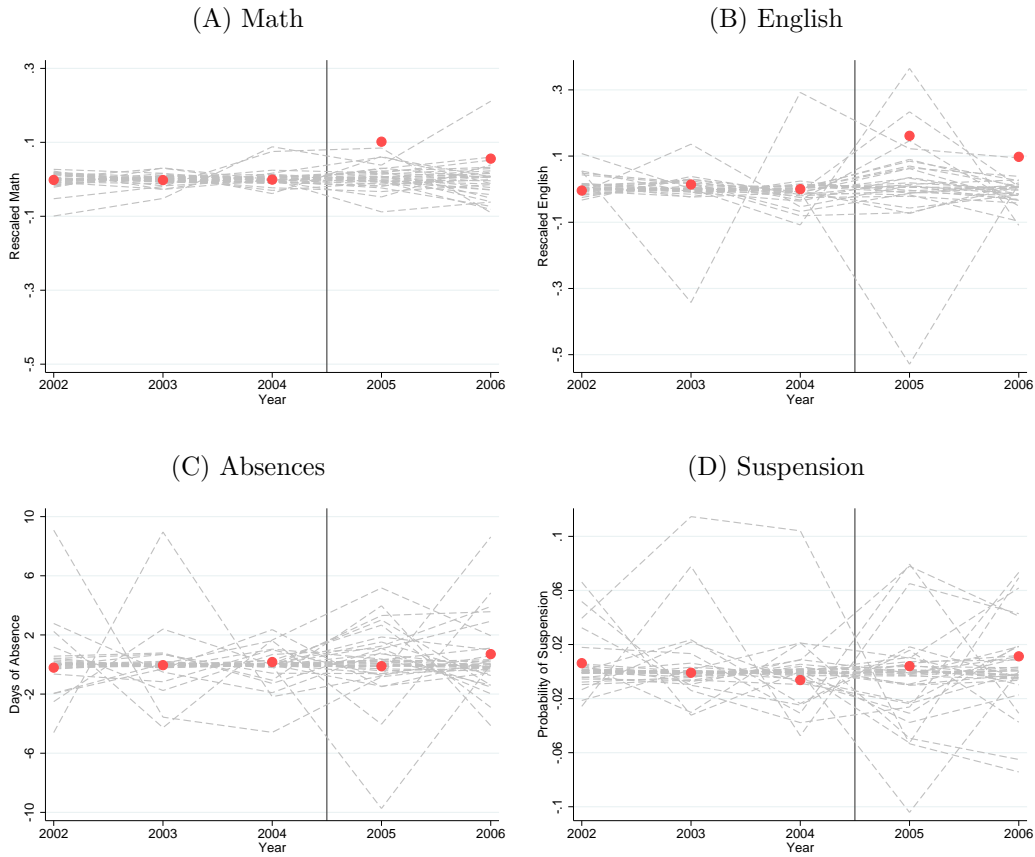 (A) Math
Rescaled Math
.3
.1
-.1
-.3
-.5
2002 2003 2004 2005 2006
Year
(B) English
Rescaled English
.3
.1
-.1
-.3
-.5
2002 2003 2004 2005 2006
Year
(C) Absences
Days of Absence
10
6
2
-2
-6
-10
2002 2003 2004 2005 2006
Year
(D) Suspension
Probability of Suspension
.1
.06
.02
-.02
-.06
-.1
2002 2003 2004 2005 2006
Year